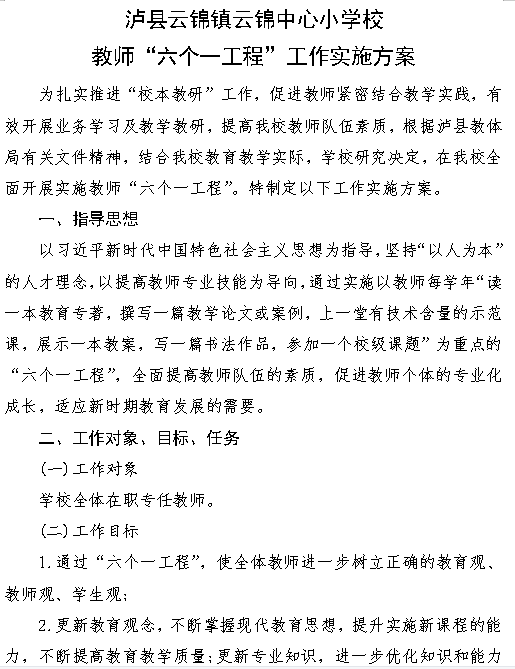 泸县云锦镇云锦中心小学校
教师“六个一工程”工作实施方案
为扎实推进“校本教研”工作，促进教师紧密结合教学实践，有
效开展业务学习及教学教研，提高我校教师队伍素质，根据泸县教体
局有关文件精神，结合我校教育教学实际，学校研究决定，在我校全
面开展实施教师“六个一工程”。特制定以下工作实施方案。
一、指导思想
以习近平新时代中国特色社会主义思想为指导，坚持“以人为本”
的人才理念，以提高教师专业技能为导向，通过实施以教师每学年“读
一本教育专著，撰写一篇教学论文或案例，上一堂有技术含量的示范
课，展示一本教案，写一篇书法作品，参加一个校级课题”为重点的
“六个一工程”，全面提高教师队伍的素质，促进教师个体的专业化
成长，适应新时期教育发展的需要。
二、工作对象、目标、任务
(一)工作对象
学校全体在职专任教师。
(二)工作目标
1.通过“六个一工程”，使全体教师进一步树立正确的教育观、
教师观、学生观；
2.更新教育观念，不断掌握现代教育思想，提升实施新课程的能
力，不断提高教育教学质量；更新专业知识，进一步优化知识和能力